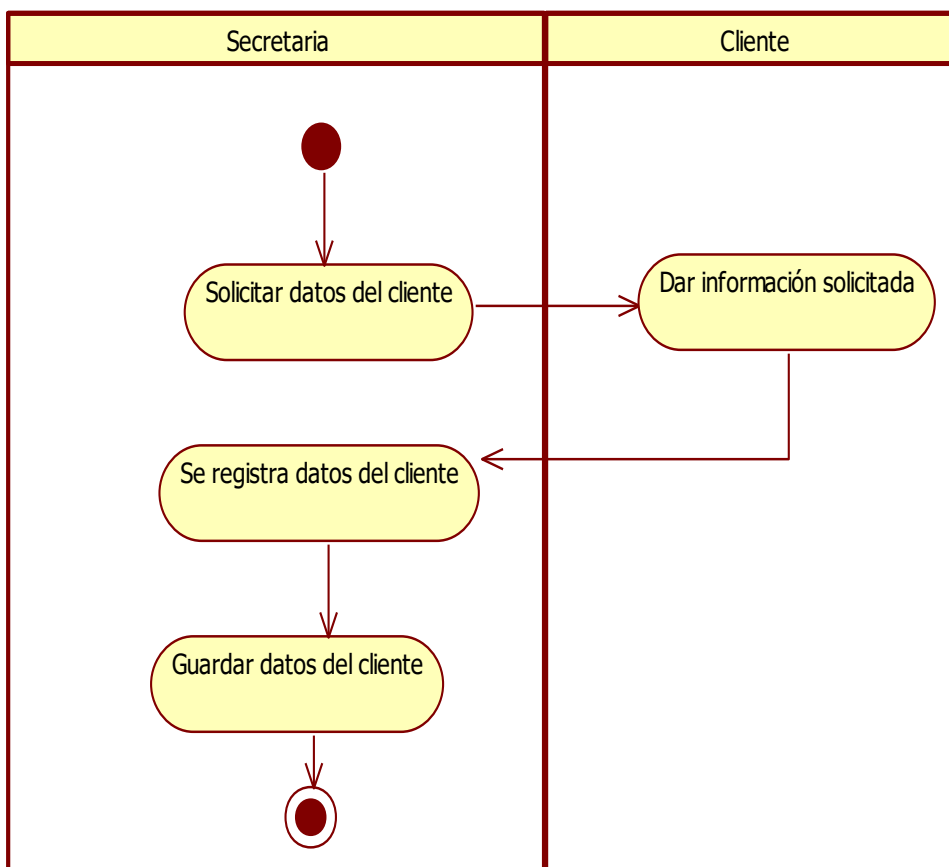 Secretaria
Cliente
Solicitar datos del cliente
Dar información solicitada
Se registra datos del cliente
Guardar datos del cliente